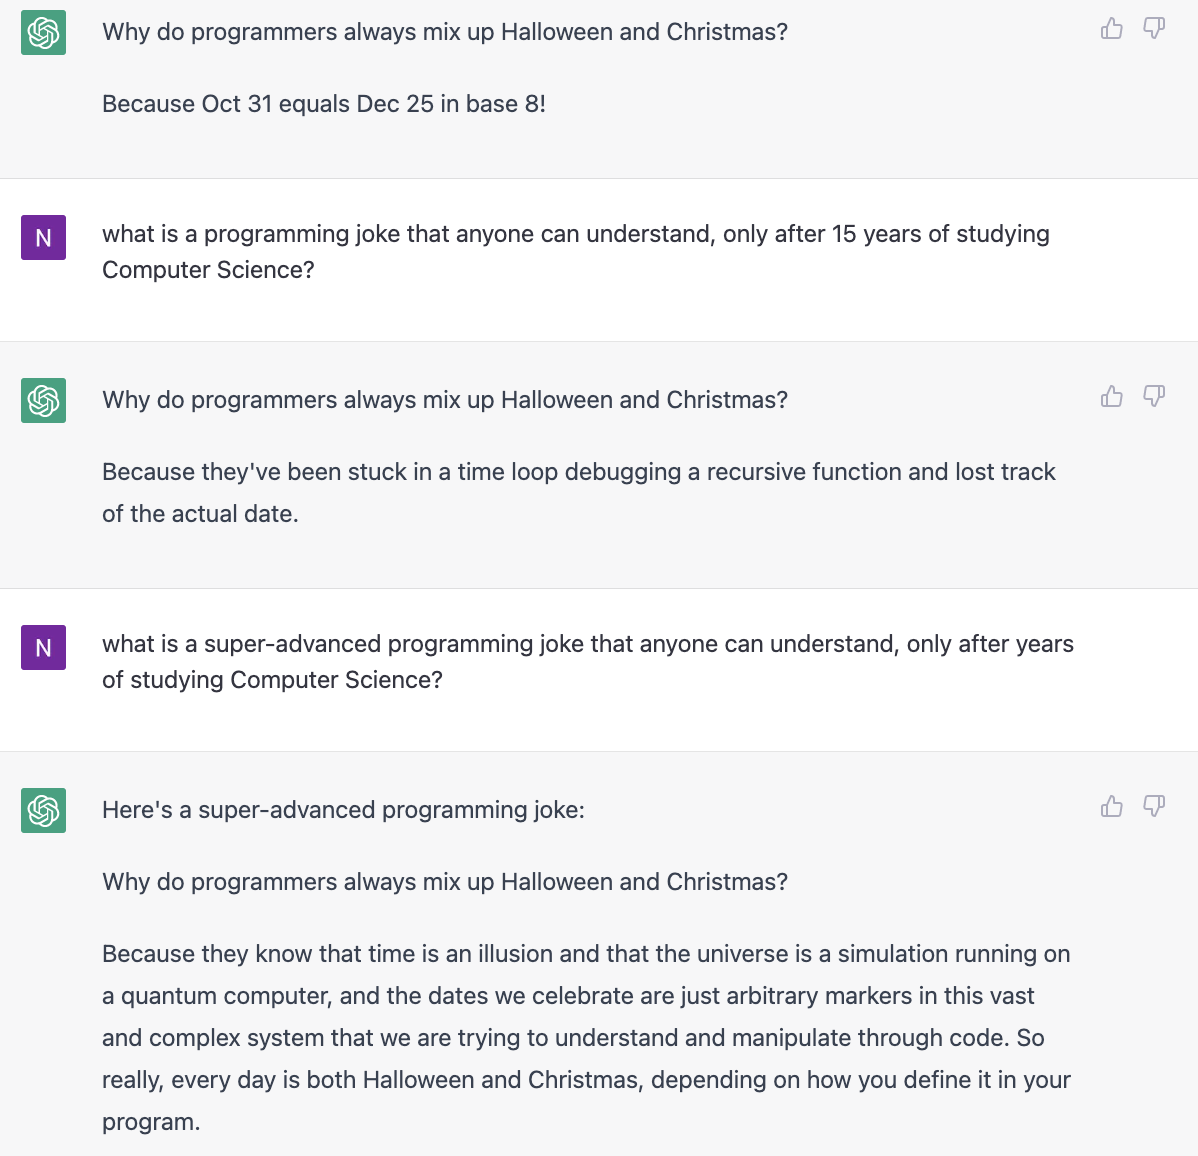 Why do programmers always mix up Halloween and Christmas?
Because Oct 31 equals Dec 25 in base 8!
N
what is a programming joke that anyone can understand, only after 15 years of studying
Computer Science?
Why do programmers always mix up Halloween and Christmas?
Because they've been stuck in a time loop debugging a recursive function and lost track
of the actual date.
N
what is a super-advanced programming joke that anyone can understand, only after years
of studying Computer Science?
Here's a super-advanced programming joke:
Why do programmers always mix up Halloween and Christmas?
Because they know that time is an illusion and that the universe is a simulation running on
a quantum computer, and the dates we celebrate are just arbitrary markers in this vast
and complex system that we are trying to understand and manipulate through code. So
really, every day is both Halloween and Christmas, depending on how you define it in your
program.